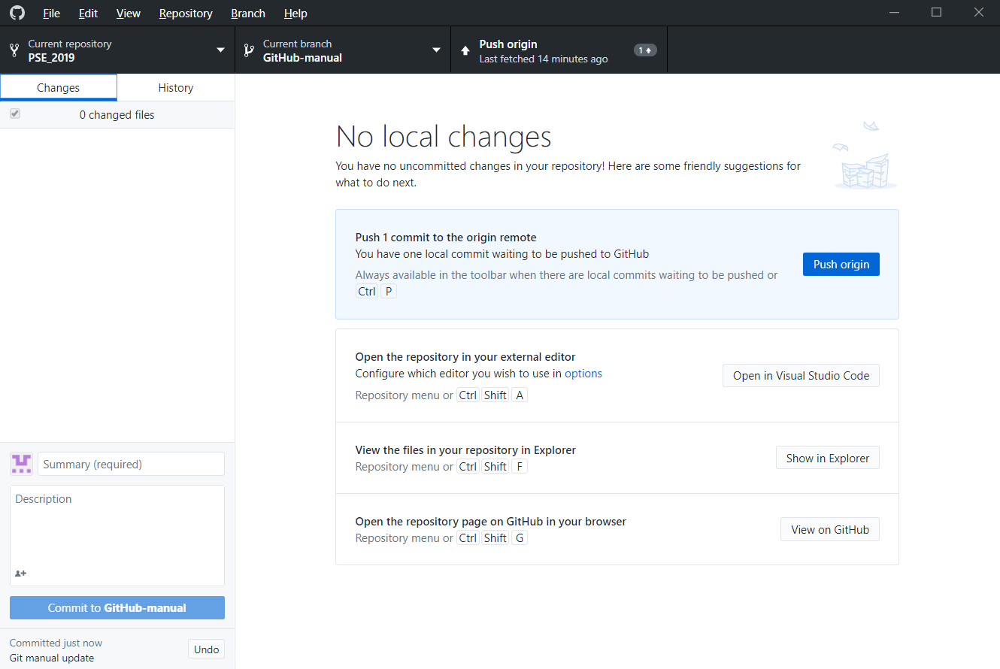 File Edit View Repository Branch Help
Current repository
PSE_2019
Current branch
GitHub-manual
Push origin
Last fetched 14 minutes ago
1
Changes
History
0 changed files
No local changes
You have no uncommitted changes in your repository! Here are some friendly suggestions for
what to do next.
Push 1 commit to the origin remote
You have one local commit waiting to be pushed to GitHub
Always available in the toolbar when there are local commits waiting to be pushed or
Ctrl P
Push origin
Open the repository in your external editor
Configure which editor you wish to use in options
Repository menu or Ctrl Shift A
Open in Visual Studio Code
View the files in your repository in Explorer
Repository menu or Ctrl Shift F
Show in Explorer
Open the repository page on GitHub in your browser
Repository menu or Ctrl Shift G
View on GitHub
Summary (required)
Description
Commit to GitHub-manual
Committed just now
Git manual update
Undo